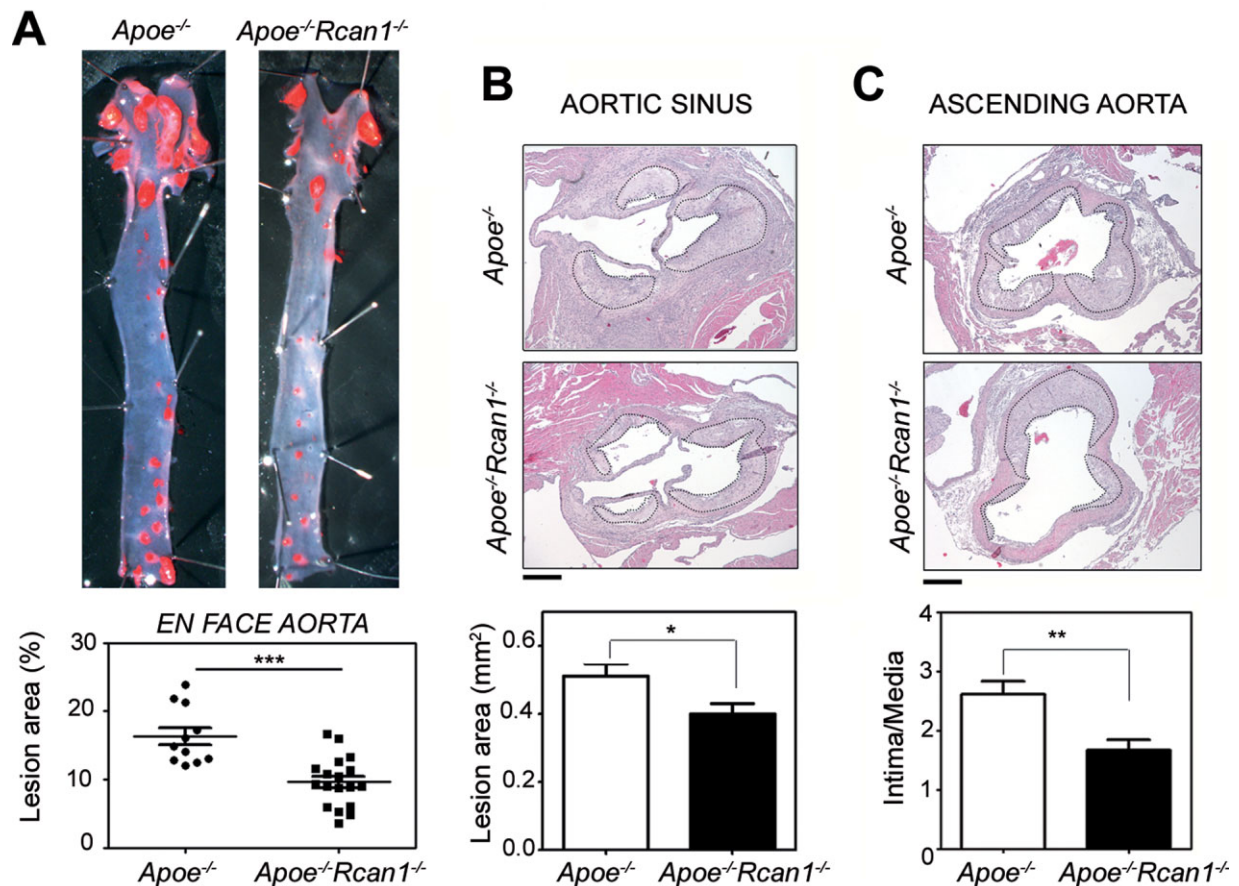 A
Apoe-/-
Apoe-/-Rcan1-/-
EN FACE AORTA
Lesion area (%)
30
20
10
0
***
Apoe-/-
Apoe-/-Rcan1-/-
B
AORTIC SINUS
Apoe-/-
Apoe-/-Rcan1-/-
Lesion area (mm²)
0.6
0.4
0.2
0.0
*
Apoe-/-
Apoe-/-Rcan1-/-
C
ASCENDING AORTA
Apoe-/-
Apoe-/-Rcan1-/-
Intima/Media
4
3
2
1
0
**
Apoe-/-
Apoe-/-Rcan1-/-